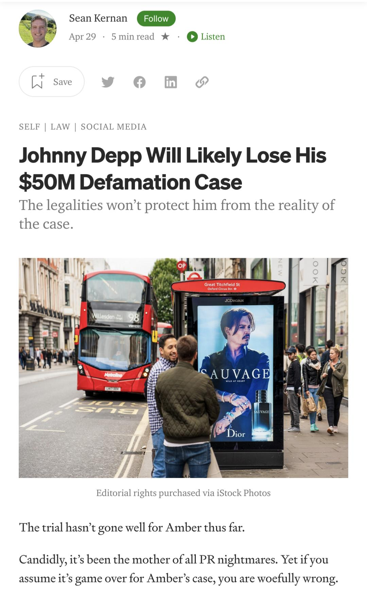 Sean Kernan Follow
Apr 29 · 5 min read ★ · Listen
Save
SELF | LAW | SOCIAL MEDIA
Johnny Depp Will Likely Lose His
$50M Defamation Case
The legalities won't protect him from the reality of
the case.
Great Titchfield St
JCDecaux
SAUVAGE
Dior
Editorial rights purchased via iStock Photos
The trial hasn't gone well for Amber thus far.
Candidly, it's been the mother of all PR nightmares. Yet if you
assume it's game over for Amber's case, you are woefully wrong.